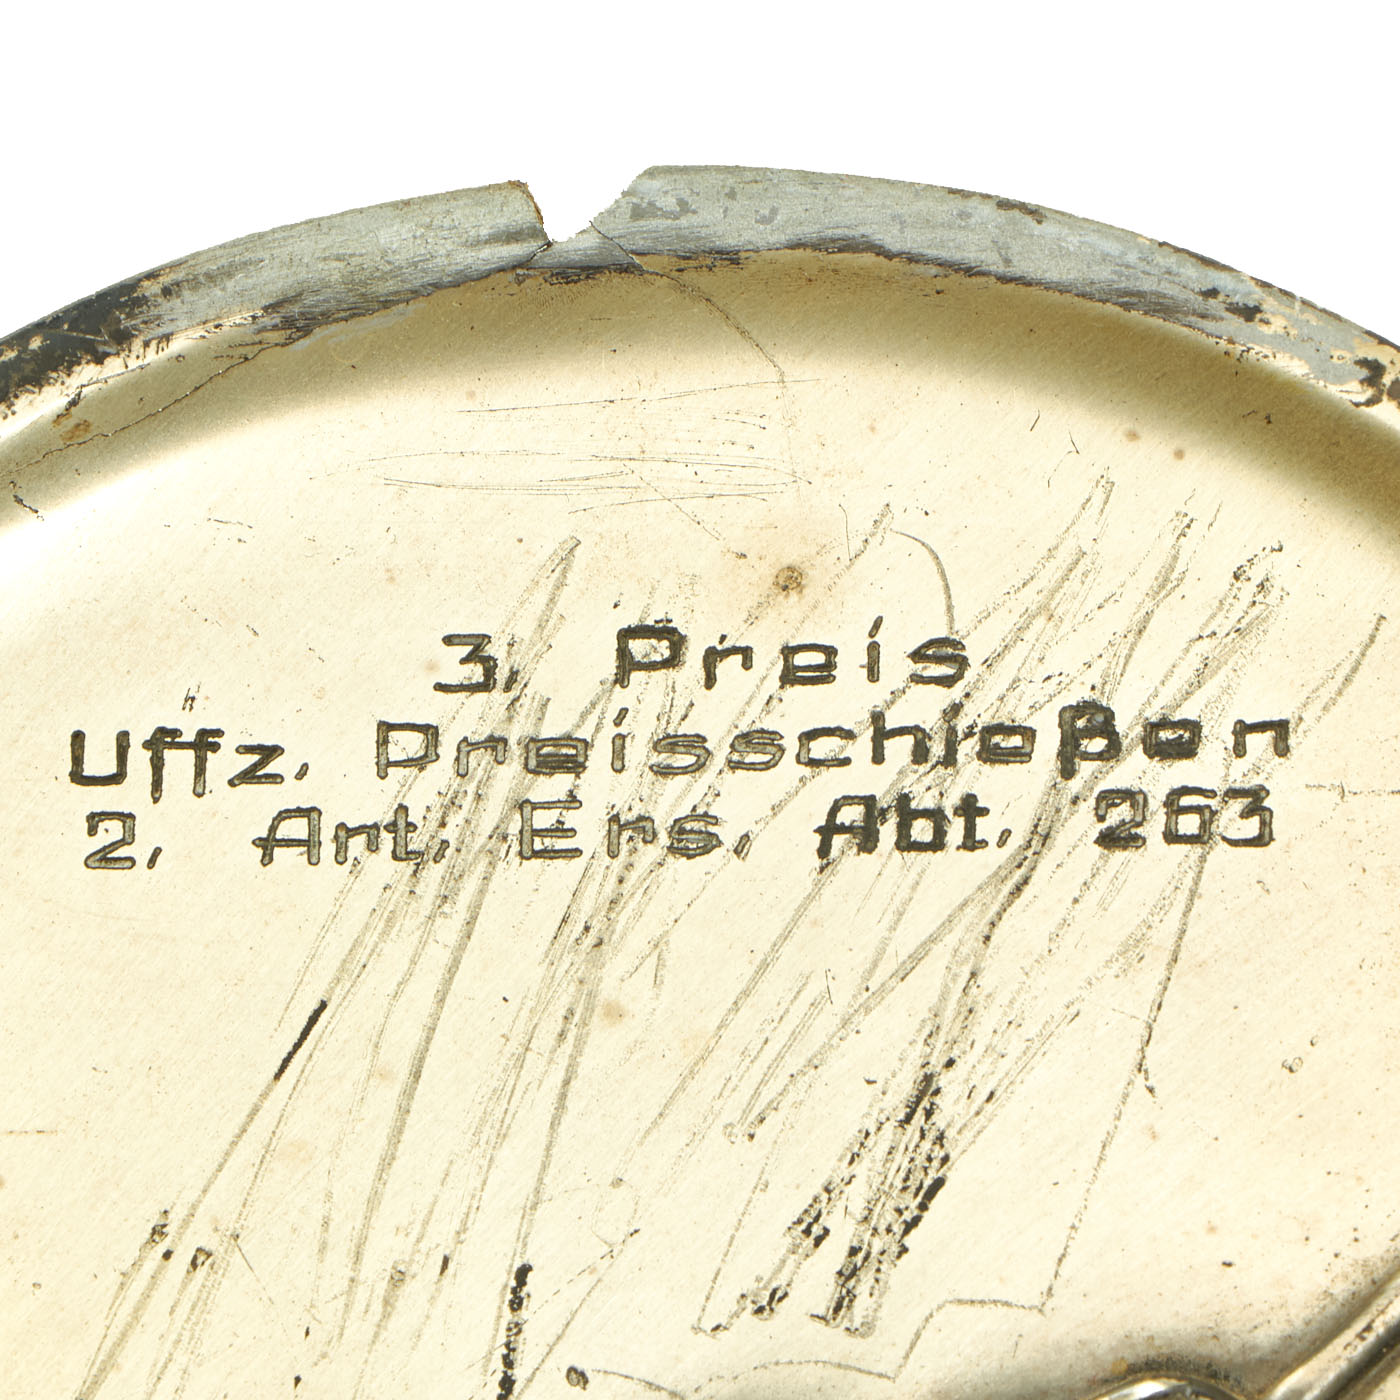 3. Preis
Uffz. Preisschießen
2. Art. Ers. Abt. 263